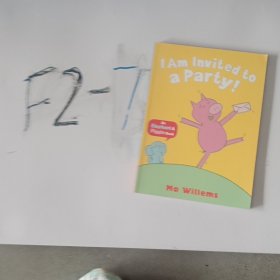 F2-7
I Am Invited to
a Party!
An
ELEPHANT & PIGGIE Book
Mo Willems